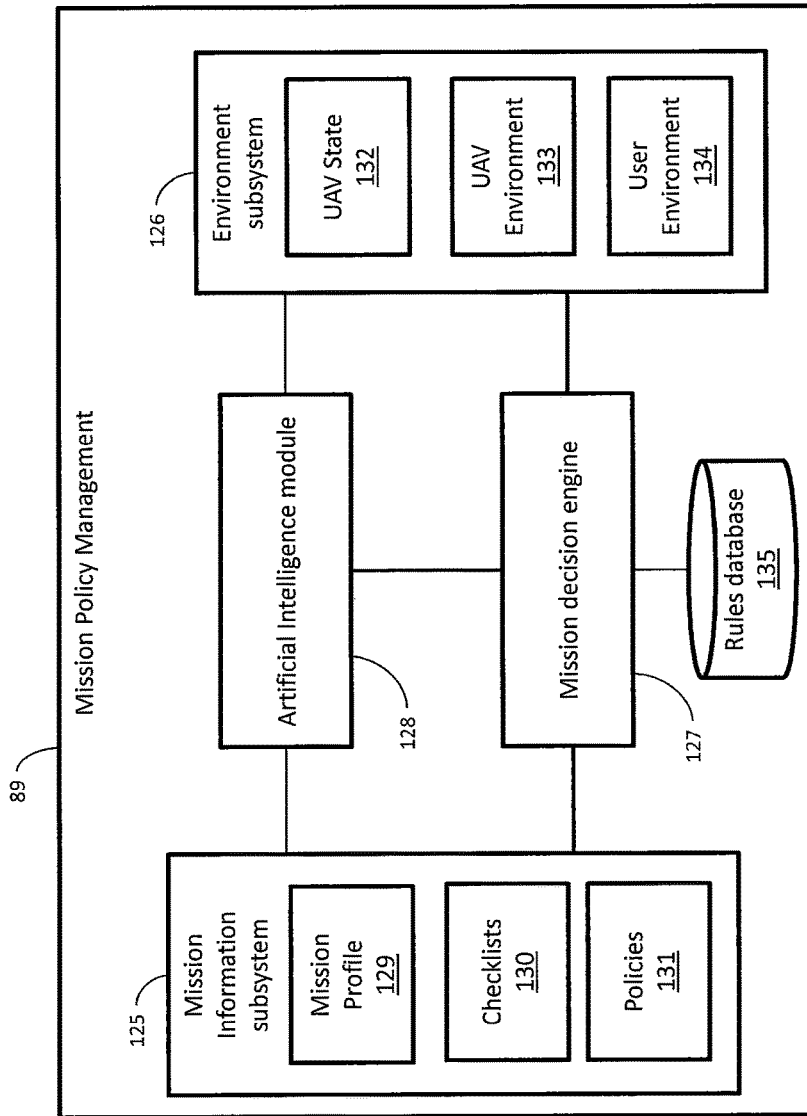 89
Mission Policy Management
125
Mission
Information
subsystem
Mission
Profile
129
Checklists
130
Policies
131
Artificial Intelligence module
128
Mission decision engine
127
Rules database
135
126
Environment
subsystem
UAV State
132
UAV
Environment
133
User
Environment
134